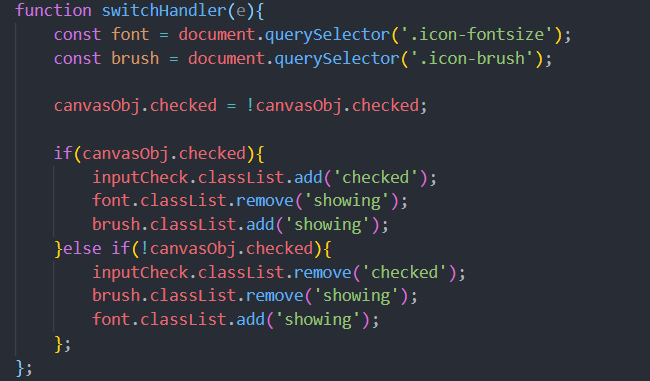 function switchHandler(e){
const font = document.querySelector('.icon-fontsize');
const brush = document.querySelector('.icon-brush');
canvasObj.checked = !canvasObj.checked;
if(canvasObj.checked){
inputCheck.classList.add('checked');
font.classList.remove('showing');
brush.classList.add('showing');
}else if(!canvasObj.checked){
inputCheck.classList.remove('checked');
brush.classList.remove('showing');
font.classList.add('showing');
};
};